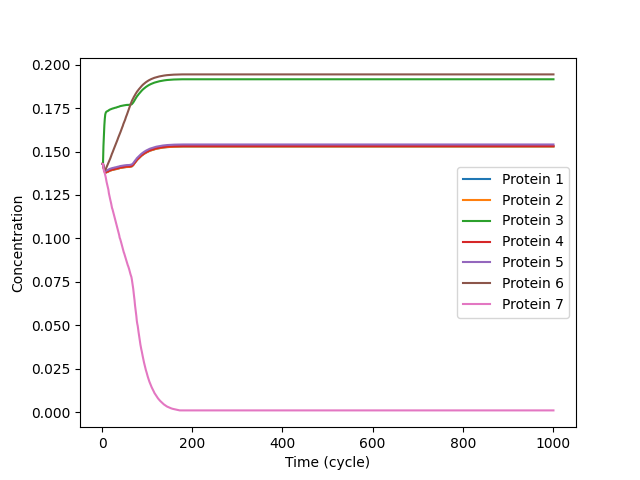 0.200
0.175
0.150
0.125
0.100
0.075
0.050
0.025
0.000
Concentration
0 200 400 600 800 1000
Time (cycle)
Protein 1
Protein 2
Protein 3
Protein 4
Protein 5
Protein 6
Protein 7